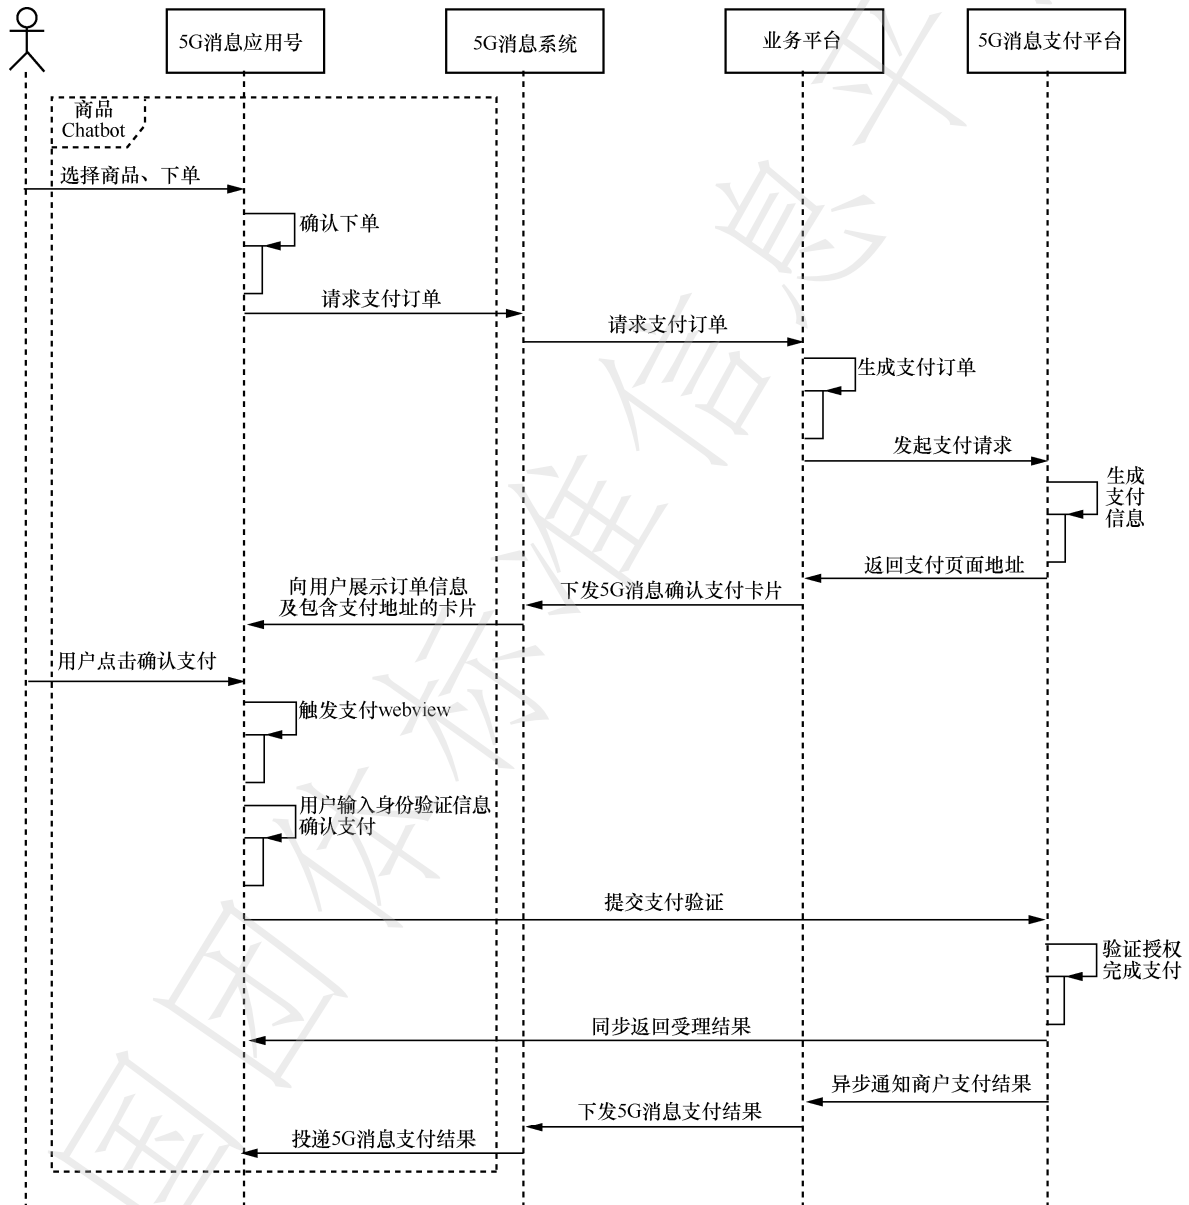 5G消息应用号
5G消息系统
业务平台
5G消息支付平台
商品
Chatbot
选择商品、下单
确认下单
请求支付订单
请求支付订单
生成支付订单
发起支付请求
生成
支付
信息
返回支付页面地址
下发5G消息确认支付卡片
向用户展示订单信息
及包含支付地址的卡片
用户点击确认支付
触发支付webview
用户输入身份验证信息
确认支付
提交支付验证
验证授权
完成支付
同步返回受理结果
异步通知商户支付结果
下发5G消息支付结果
投递5G消息支付结果
国团体标准信息平